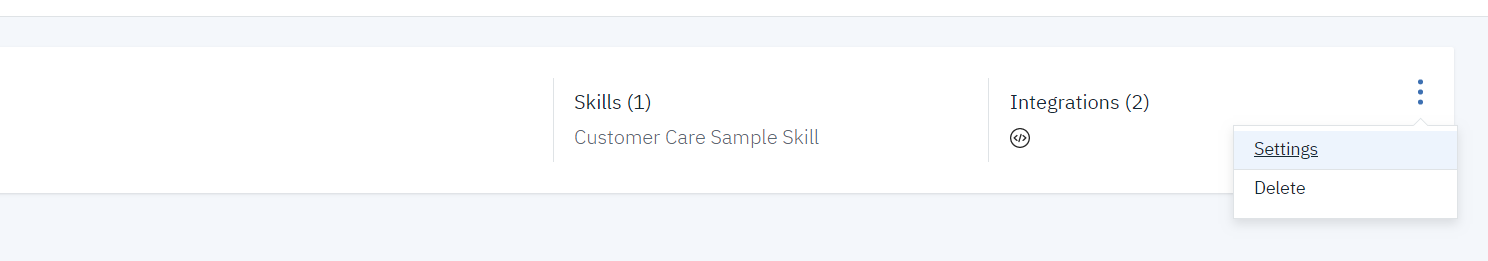 Skills (1)
Customer Care Sample Skill
Integrations (2)
Settings
Delete